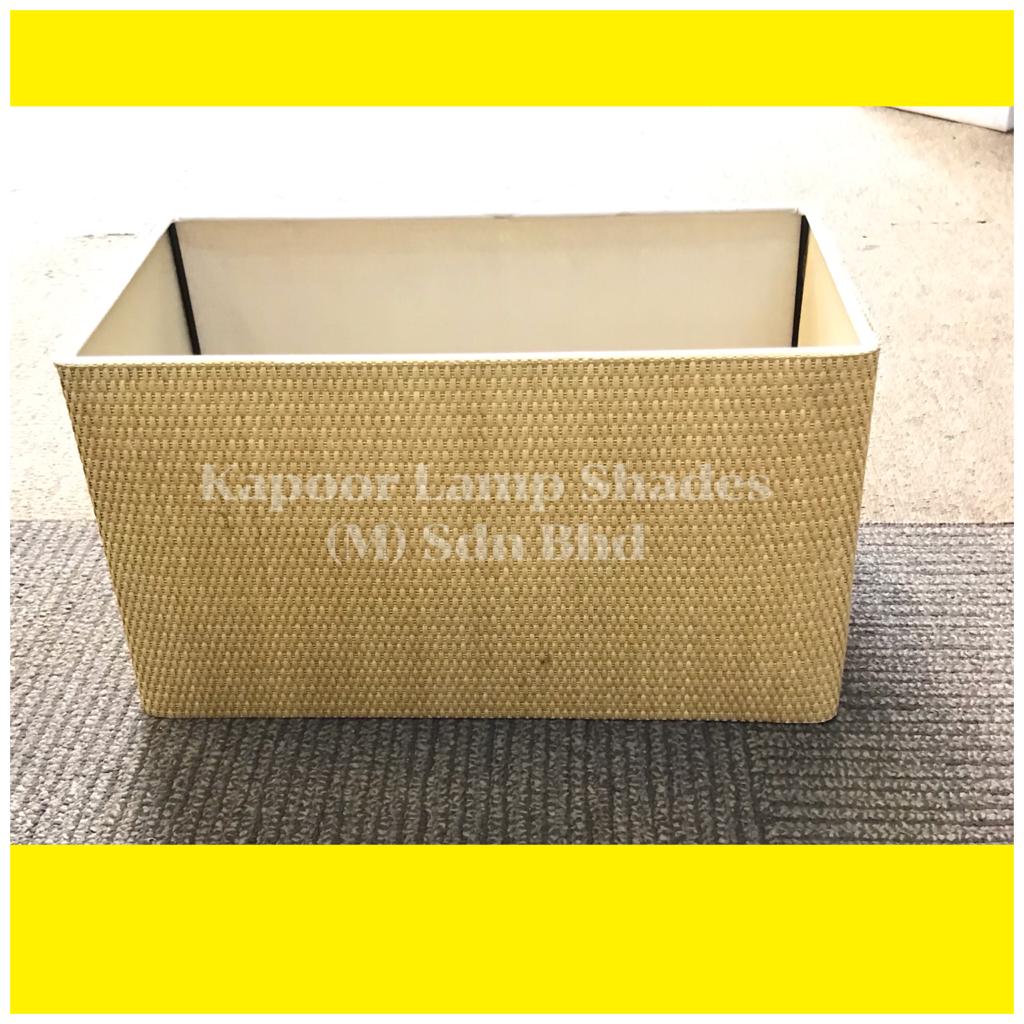 Kapoor Lamp Shades
(M) Sdn Bhd